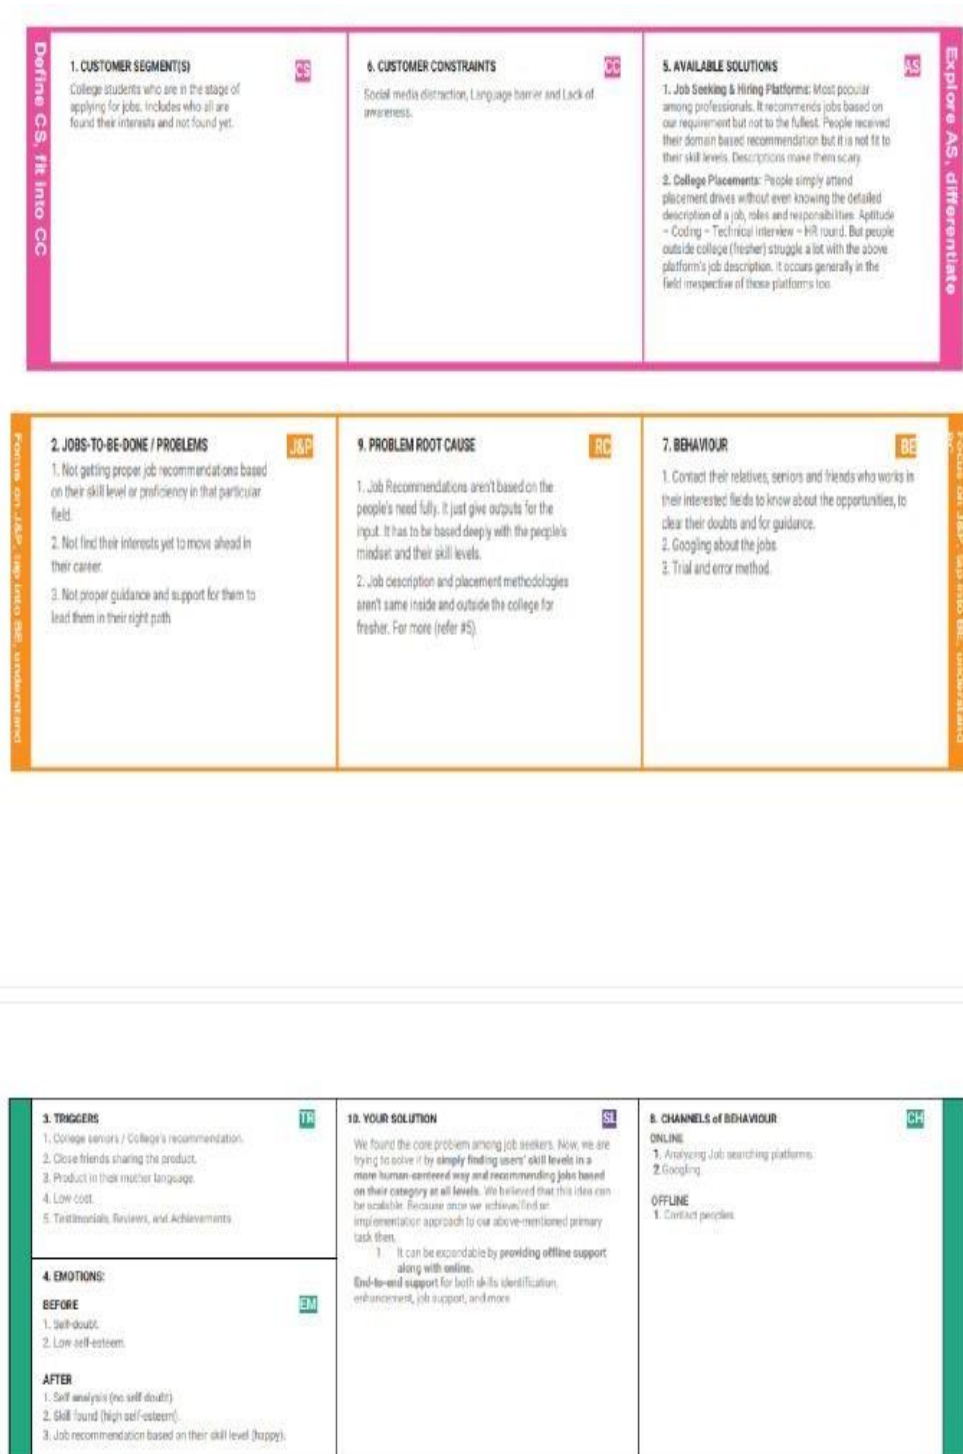 Define CS, fit into CC
1. CUSTOMER SEGMENT(S)
CS
College students who are in the stage of
applying for jobs. Includes who all are
found their interests and not found yet.
6. CUSTOMER CONSTRAINTS
CC
Social media distraction, Language barrier and Lack of
awareness.
5. AVAILABLE SOLUTIONS
AS
1. Job Seeking & Hiring Platforms: Most popular
among professionals. It recommends jobs based on
our requirement but not to the fullest. People received
their domain based recommendation but it is not fit to
their skill levels. Descriptions make them scary.
2. College Placements: People simply attend
placement drives without even knowing the detailed
description of a job, roles and responsibilities. Aptitude
– Coding – Technical interview – HR round. But people
outside college (fresher) struggle a lot with the above
platform's job description. It occurs generally in the
field irrespective of those platforms too.
Explore AS, differentiate
Focus on J&P, tap into BE, understand
2. JOBS-TO-BE-DONE / PROBLEMS
J&P
1. Not getting proper job recommendations based
on their skill level or proficiency in that particular
field.
2. Not find their interests yet to move ahead in
their career.
3. Not proper guidance and support for them to
lead them in their right path
9. PROBLEM ROOT CAUSE
RC
1. Job Recommendations aren't based on the
people's need fully. It just give outputs for the
input. It has to be based deeply with the people's
mindset and their skill levels.
2. Job description and placement methodologies
aren't same inside and outside the college for
fresher. For more (refer #5).
7. BEHAVIOUR
BE
1. Contact their relatives, seniors and friends who works in
their interested fields to know about the opportunities, to
clear their doubts and for guidance.
2. Googling about the jobs
3. Trial and error method.
Focus on J&P, tap into BE, understand
3. TRIGGERS
TR
1. College seniors / College's recommendation.
2. Close friends sharing the product.
3. Product in their mother language.
4. Low cost.
5. Testimonials, Reviews, and Achievements
4. EMOTIONS:
BEFORE
EM
1. Self-doubt.
2. Low self-esteem.
AFTER
1. Self analysis (no self doubt)
2. Skill found (high self-esteem).
3. Job recommendation based on their skill level (happy).
10. YOUR SOLUTION
SL
We found the core problem among job seekers. Now, we are
trying to solve it by simply finding users' skill levels in a
more human-centered way and recommending jobs based
on their category at all levels. We believed that this idea can
be scalable. Because once we achieve/find an
implementation approach to our above-mentioned primary
task then,
1 It can be expandable by providing offline support
along with online.
End-to-end support for both skills identification,
enhancement, job support, and more
8. CHANNELS of BEHAVIOUR
CH
ONLINE
1. Analyzing Job searching platforms.
2. Googling
OFFLINE
1. Contact peoples.